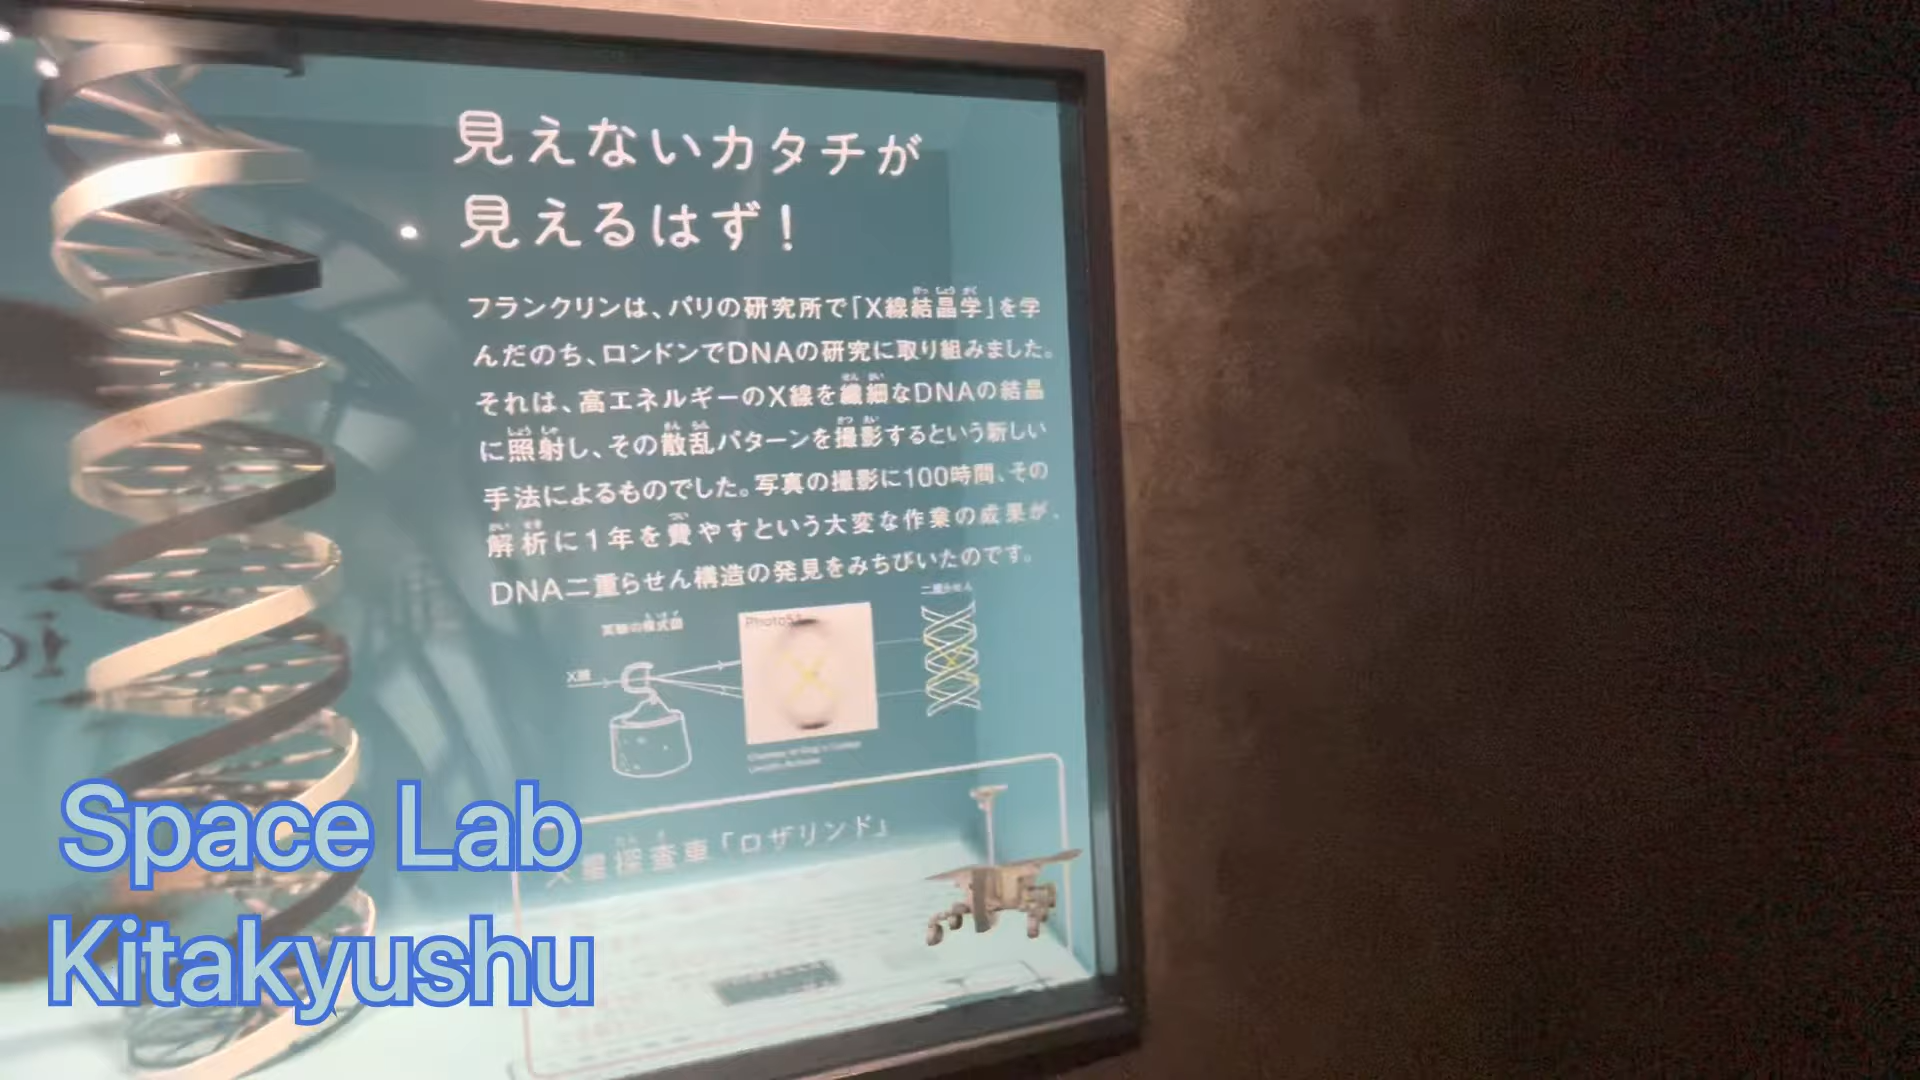 見えないカタチが
見えるはず!
フランクリンは、パリの研究所で「X線結晶学」を学
んだのち、ロンドンでDNAの研究に取り組みました。
それは、高エネルギーのX線を繊細なDNAの結晶
に照射し、その散乱パターンを撮影するという新しい
手法によるものでした。写真の撮影に100時間、その
解析に1年を費やすという大変な作業の成果が、
DNA二重らせん構造の発見をみちびいたのです。
二重らせん
実験の模式図
Photo51
X線
星探査車「ロザリンド」
Space Lab
Kitakyushu